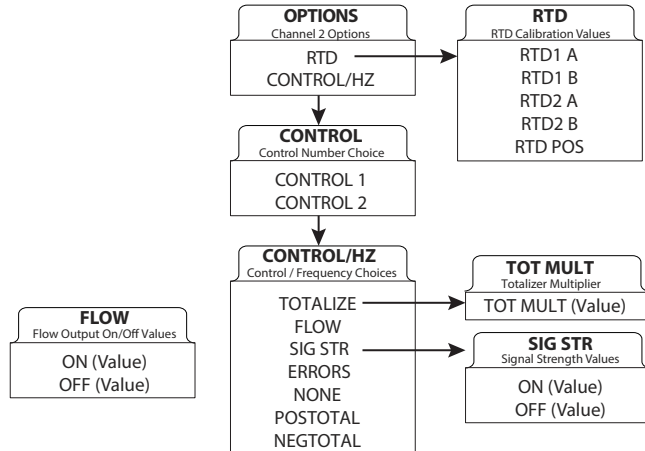 OPTIONS
Channel 2 Options
RTD
CONTROL/HZ
RTD
RTD Calibration Values
RTD1 A
RTD1 B
RTD2 A
RTD2 B
RTD POS
CONTROL
Control Number Choice
CONTROL 1
CONTROL 2
CONTROL/HZ
Control / Frequency Choices
TOTALIZE
FLOW
SIG STR
ERRORS
NONE
POSTOTAL
NEGTOTAL
TOT MULT
Totalizer Multiplier
TOT MULT (Value)
FLOW
Flow Output On/Off Values
ON (Value)
OFF (Value)
SIG STR
Signal Strength Values
ON (Value)
OFF (Value)